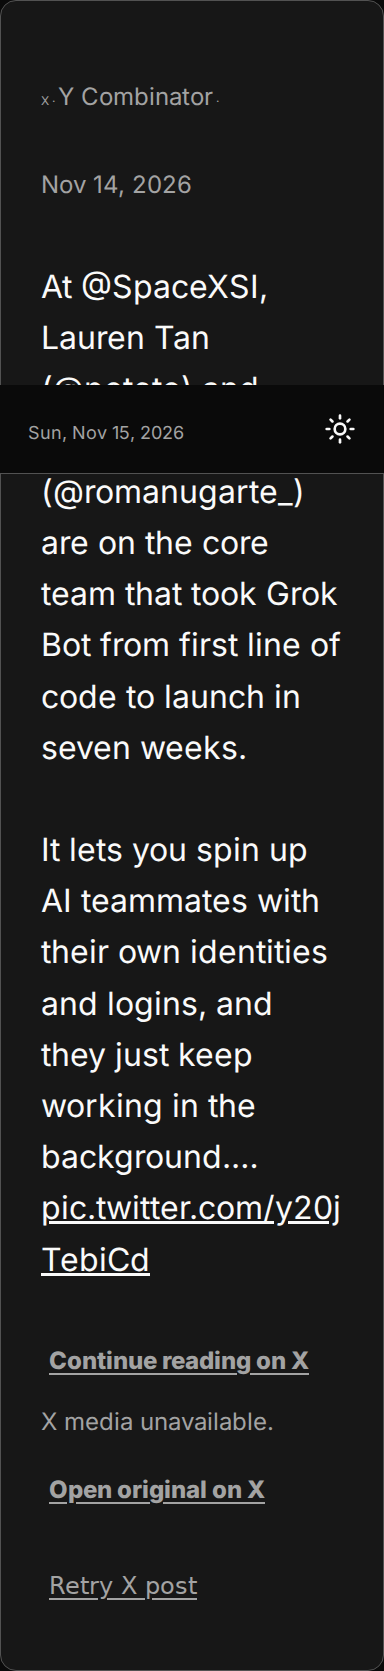 X · Y Combinator ·
Nov 14, 2026
At @SpaceXSI,
Lauren Tan
Sun, Nov 15, 2026
(@romanugarte_)
are on the core
team that took Grok
Bot from first line of
code to launch in
seven weeks.
It lets you spin up
AI teammates with
their own identities
and logins, and
they just keep
working in the
background....
pic.twitter.com/y20j
TebiCd
Continue reading on X
X media unavailable.
Open original on X
Retry X post